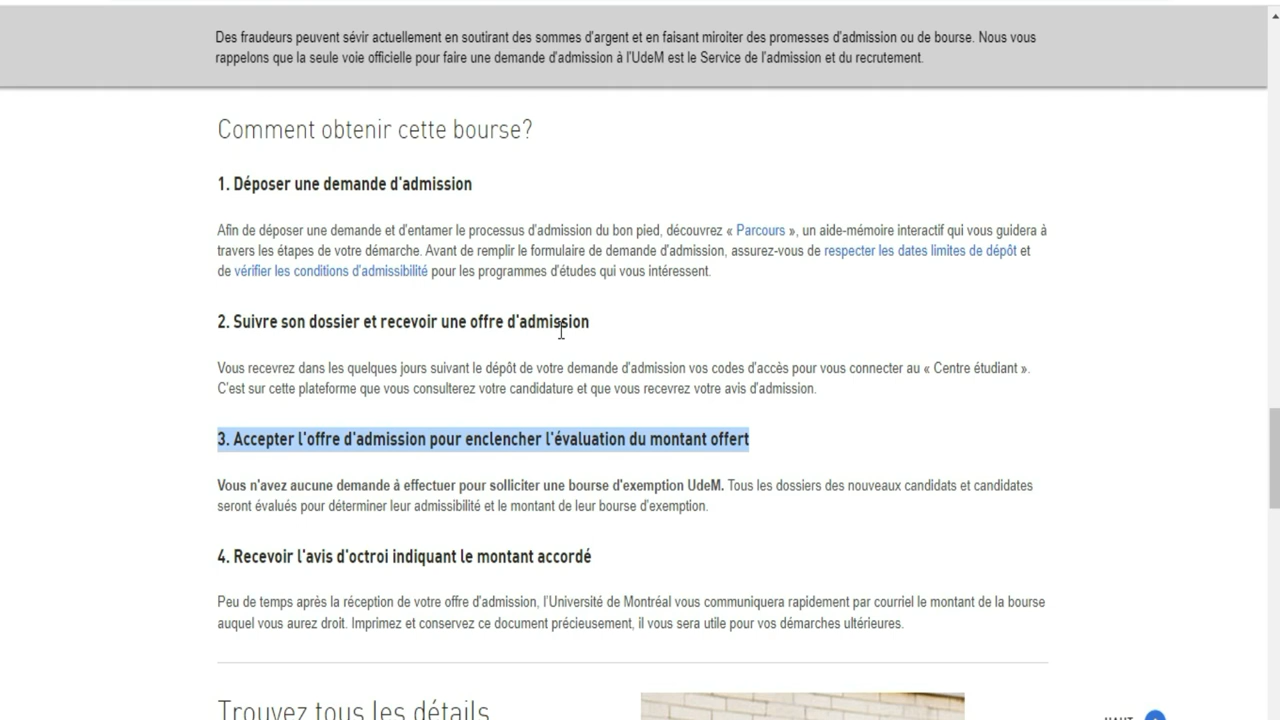 Des fraudeurs peuvent sévir actuellement en soutirant des sommes d'argent et en faisant miroiter des promesses d'admission ou de bourse. Nous vous
rappelons que la seule voie officielle pour faire une demande d'admission à l'UdeM est le Service de l'admission et du recrutement.
Comment obtenir cette bourse?
1. Déposer une demande d'admission
Afin de déposer une demande et d'entamer le processus d'admission du bon pied, découvrez « Parcours », un aide-mémoire interactif qui vous guidera à
travers les étapes de votre démarche. Avant de remplir le formulaire de demande d'admission, assurez-vous de respecter les dates limites de dépôt et
de vérifier les conditions d'admissibilité pour les programmes d'études qui vous intéressent.
2. Suivre son dossier et recevoir une offre d'admission
Vous recevrez dans les quelques jours suivant le dépôt de votre demande d'admission vos codes d'accès pour vous connecter au « Centre étudiant ».
C'est sur cette plateforme que vous consulterez votre candidature et que vous recevrez votre avis d'admission.
3. Accepter l'offre d'admission pour enclencher l'évaluation du montant offert
Vous n'avez aucune demande à effectuer pour solliciter une bourse d'exemption UdeM. Tous les dossiers des nouveaux candidats et candidates
seront évalués pour déterminer leur admissibilité et le montant de leur bourse d'exemption.
4. Recevoir l'avis d'octroi indiquant le montant accordé
Peu de temps après la réception de votre offre d'admission, l'Université de Montréal vous communiquera rapidement par courriel le montant de la bourse
auquel vous aurez droit. Imprimez et conservez ce document précieusement, il vous sera utile pour vos démarches ultérieures.
Trouvez tous les détails
HAUT